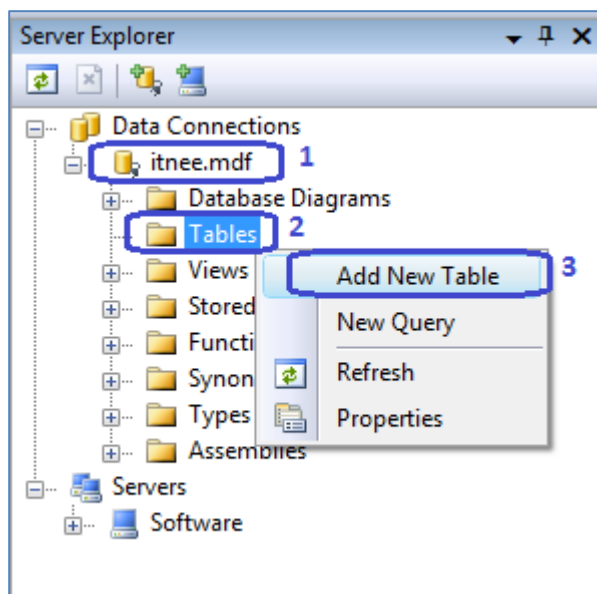 Server Explorer
Data Connections
itnee.mdf 1
Database Diagrams
Tables 2
Views
Add New Table 3
Stored
New Query
Functi
Synon
Refresh
Types
Properties
Assemblies
Servers
Software